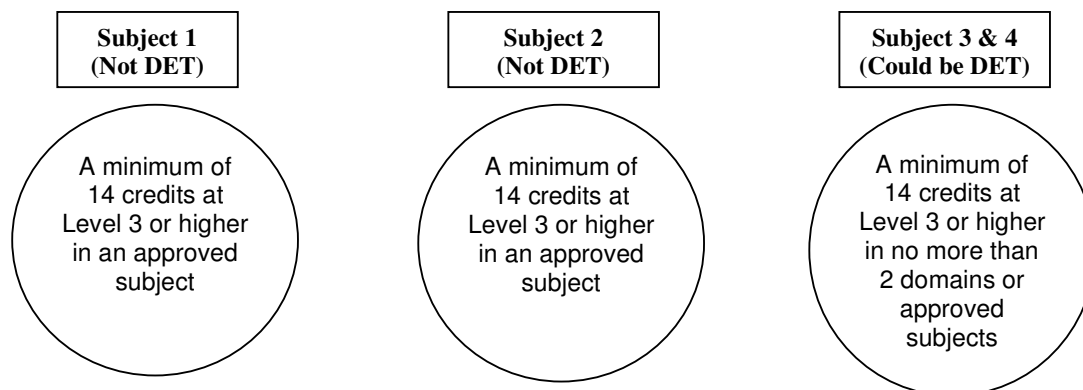 Subject 1
(Not DET)
Subject 2
(Not DET)
Subject 3 & 4
(Could be DET)
A minimum of
14 credits at
Level 3 or higher
in an approved
subject
A minimum of
14 credits at
Level 3 or higher
in an approved
subject
A minimum of
14 credits at
Level 3 or higher
in no more than
2 domains or
approved
subjects